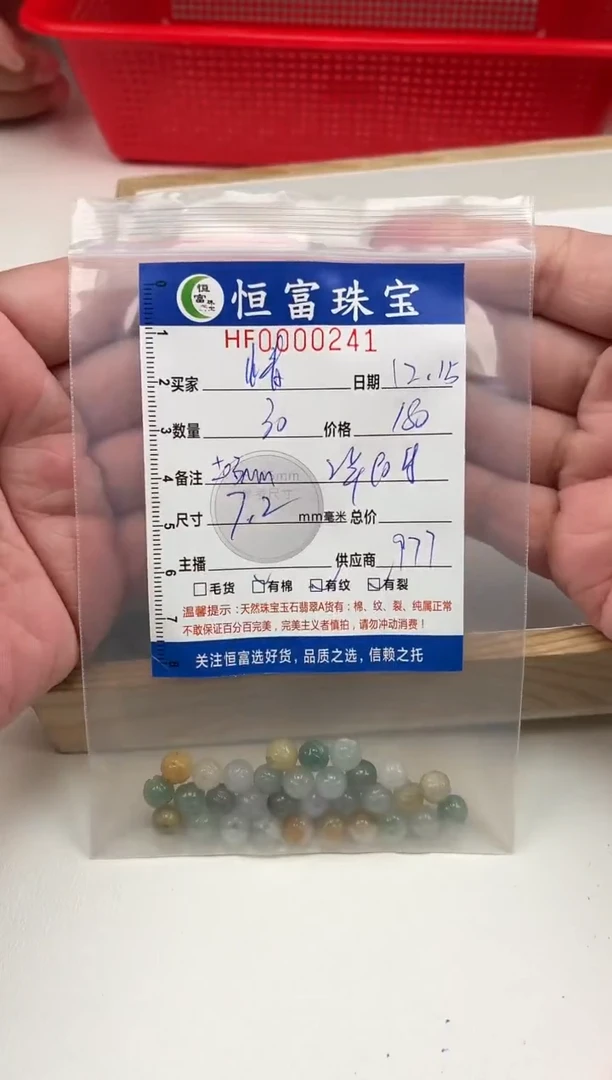 恒富珠宝
HF0000241
买家 晴 日期 12.15
数量 30 价格 180
备注 ±0.5mm
尺寸 7.2 mm毫米 总价
主播 供应商 977
毛货 有棉 有纹 有裂
温馨提示:天然珠宝玉石翡翠A货有:棉、纹、裂、纯属正常
不敢保证百分百完美,完美主义者慎拍,请勿冲动消费!
关注恒富选好货,品质之选,信赖之托